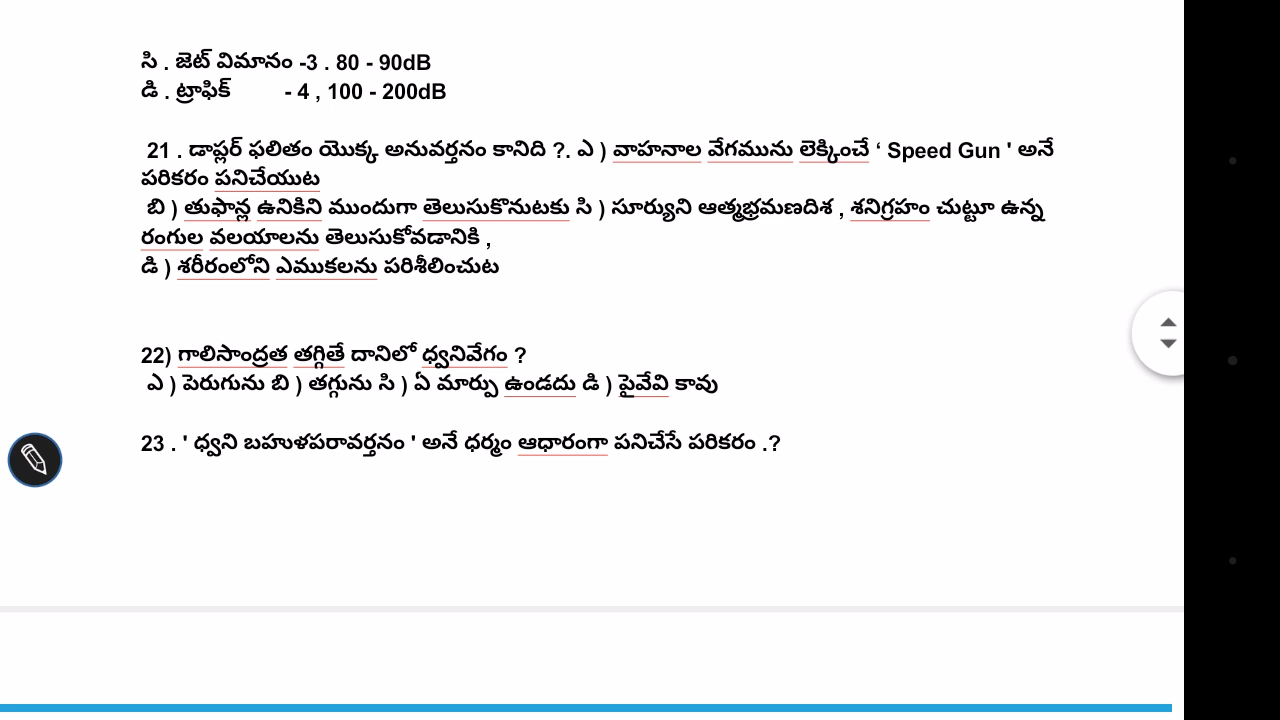 సి . జెట్ విమానం -3 . 80 - 90dB
డి . ట్రాఫిక్ - 4 , 100 - 200dB
21 . డాప్లర్ ఫలితం యొక్క అనువర్తనం కానిది ?. ఎ ) వాహనాల వేగమును లెక్కించే ‘ Speed Gun ' అనే
పరికరం పనిచేయుట
బి ) తుఫాన్ల ఉనికిని ముందుగా తెలుసుకొనుటకు సి ) సూర్యుని ఆత్మభ్రమణదిశ , శనిగ్రహం చుట్టూ ఉన్న
రంగుల వలయాలను తెలుసుకోవడానికి ,
డి ) శరీరంలోని ఎముకలను పరిశీలించుట
22) గాలిసాంద్రత తగ్గితే దానిలో ధ్వనివేగం ?
ఎ ) పెరుగును బి ) తగ్గును సి ) ఏ మార్పు ఉండదు డి ) పైవేవి కావు
23 . ' ధ్వని బహుళపరావర్తనం ' అనే ధర్మం ఆధారంగా పనిచేసే పరికరం .?